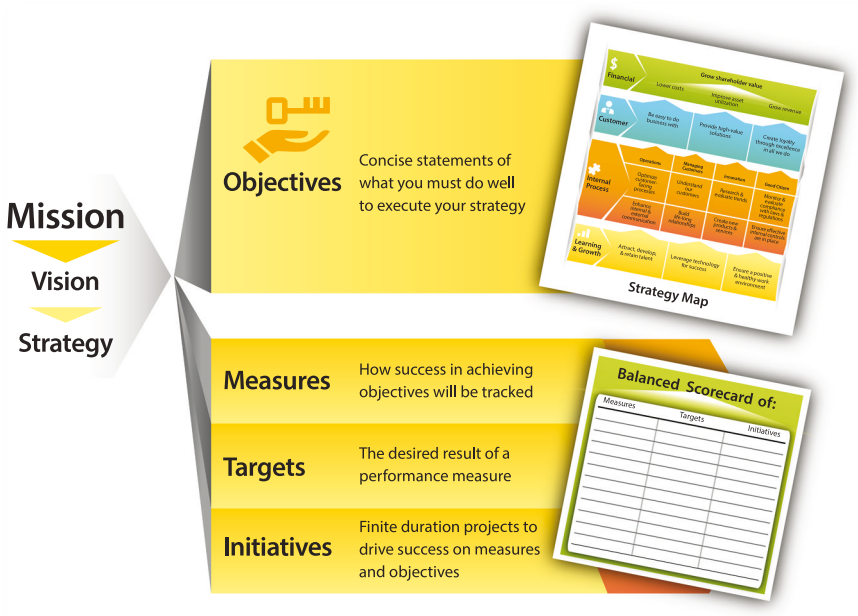 Mission
Vision
Strategy
Objectives
Concise statements of
what you must do well
to execute your strategy
$
Financial
Grow shareholder value
Lower costs
Improve asset
utilization
Grow revenue
Customer
Be easy to do
business with
Provide high-value
solutions
Create loyalty
through excellence
in all we do
Internal
Process
Operations
Managing
Customers
Innovation
Good Citizen
Optimize
customer-
facing
processes
Understand
our
customers
Research &
evaluate trends
Monitor &
evaluate
compliance
with laws &
regulations
Enhance
internal &
external
communication
Build
life-long
relationships
Create new
products &
services
Ensure effective
internal controls
are in place
Learning
& Growth
Attract, develop,
& retain talent
Leverage technology
for success
Ensure a positive
& healthy work
environment
Strategy Map
Measures
How success in achieving
objectives will be tracked
Targets
The desired result of a
performance measure
Initiatives
Finite duration projects to
drive success on measures
and objectives
Balanced Scorecard of:
Measures
Targets
Initiatives